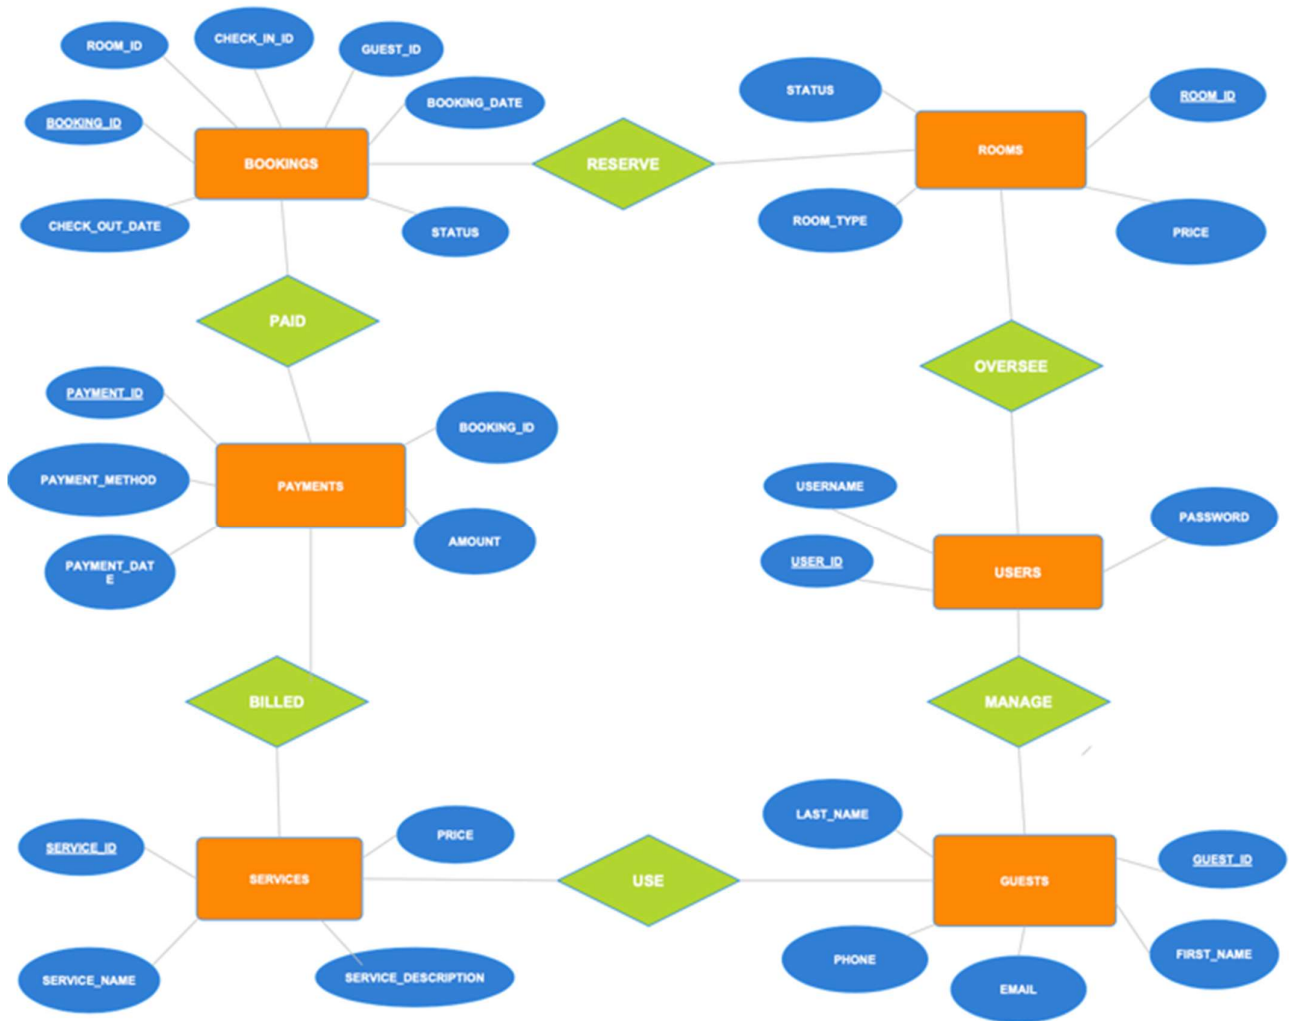 ROOM_ID
CHECK_IN_ID
GUEST_ID
BOOKING_DATE
BOOKING_ID
BOOKINGS
CHECK_OUT_DATE
STATUS
RESERVE
STATUS
ROOM_ID
ROOMS
ROOM_TYPE
PRICE
PAID
OVERSEE
PAYMENT_ID
BOOKING_ID
PAYMENT_METHOD
PAYMENTS
PAYMENT_DAT
E
AMOUNT
USERNAME
PASSWORD
USER_ID
USERS
BILLED
MANAGE
SERVICE_ID
PRICE
SERVICES
SERVICE_NAME
SERVICE_DESCRIPTION
USE
LAST_NAME
GUEST_ID
GUESTS
PHONE
EMAIL
FIRST_NAME